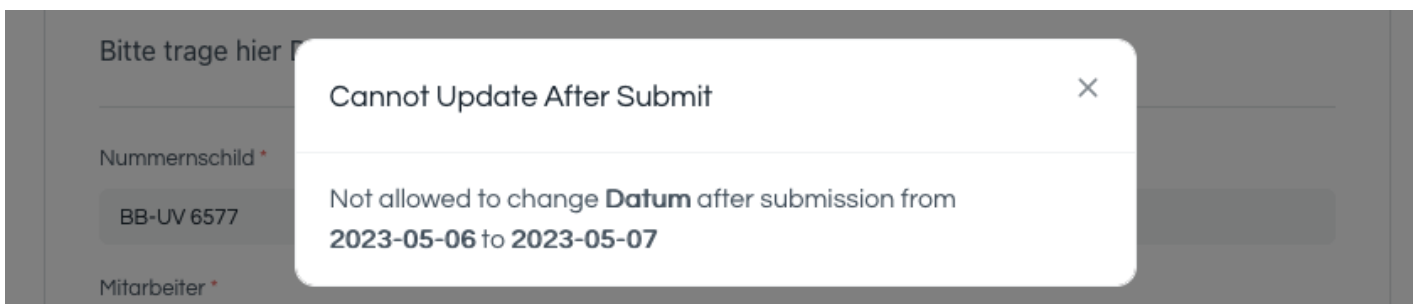 Bitte trage hier
Cannot Update After Submit
Nummernschild *
Not allowed to change Datum after submission from
2023-05-06 to 2023-05-07
BB-UV 6577
Mitarbeiter *